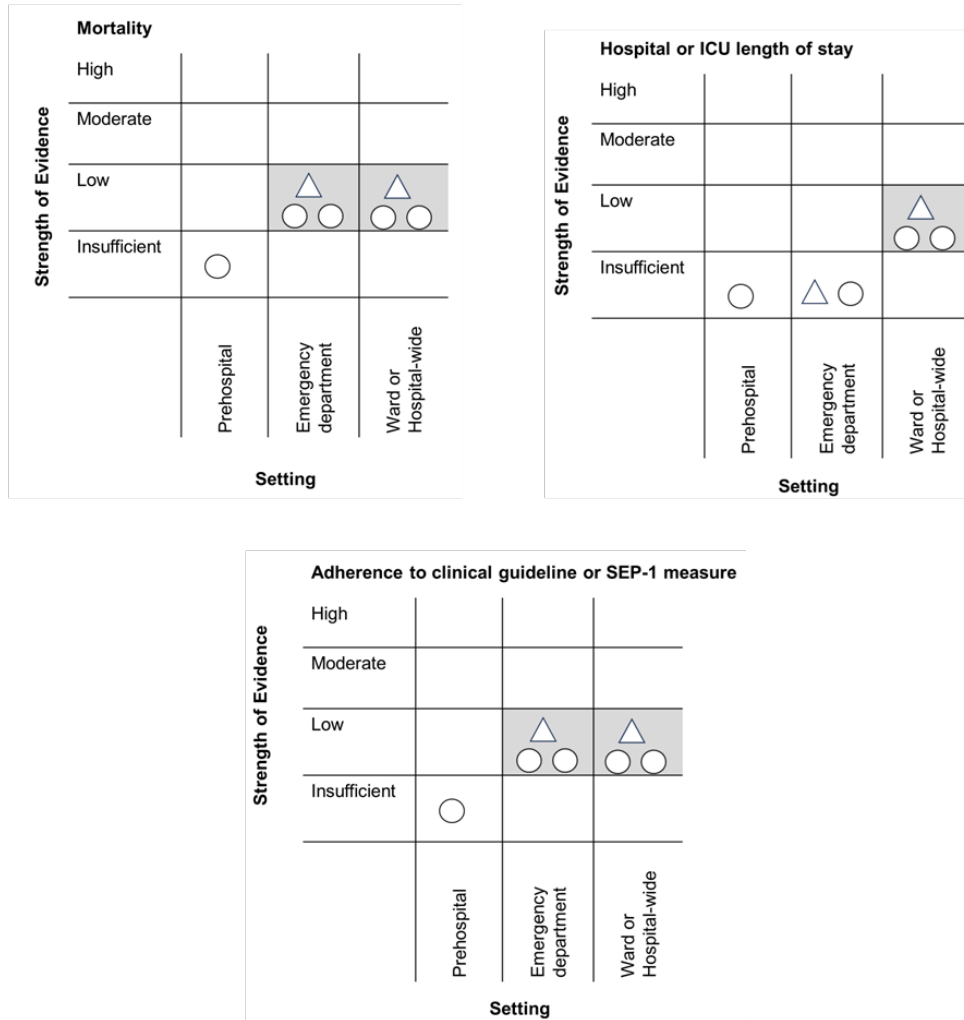 Mortality
High
Moderate
Low
Insufficient
Strength of Evidence
Prehospital
Emergency
department
Ward or
Hospital-wide
Setting
Hospital or ICU length of stay
High
Moderate
Low
Insufficient
Strength of Evidence
Prehospital
Emergency
department
Ward or
Hospital-wide
Setting
Adherence to clinical guideline or SEP-1 measure
High
Moderate
Low
Insufficient
Strength of Evidence
Prehospital
Emergency
department
Ward or
Hospital-wide
Setting